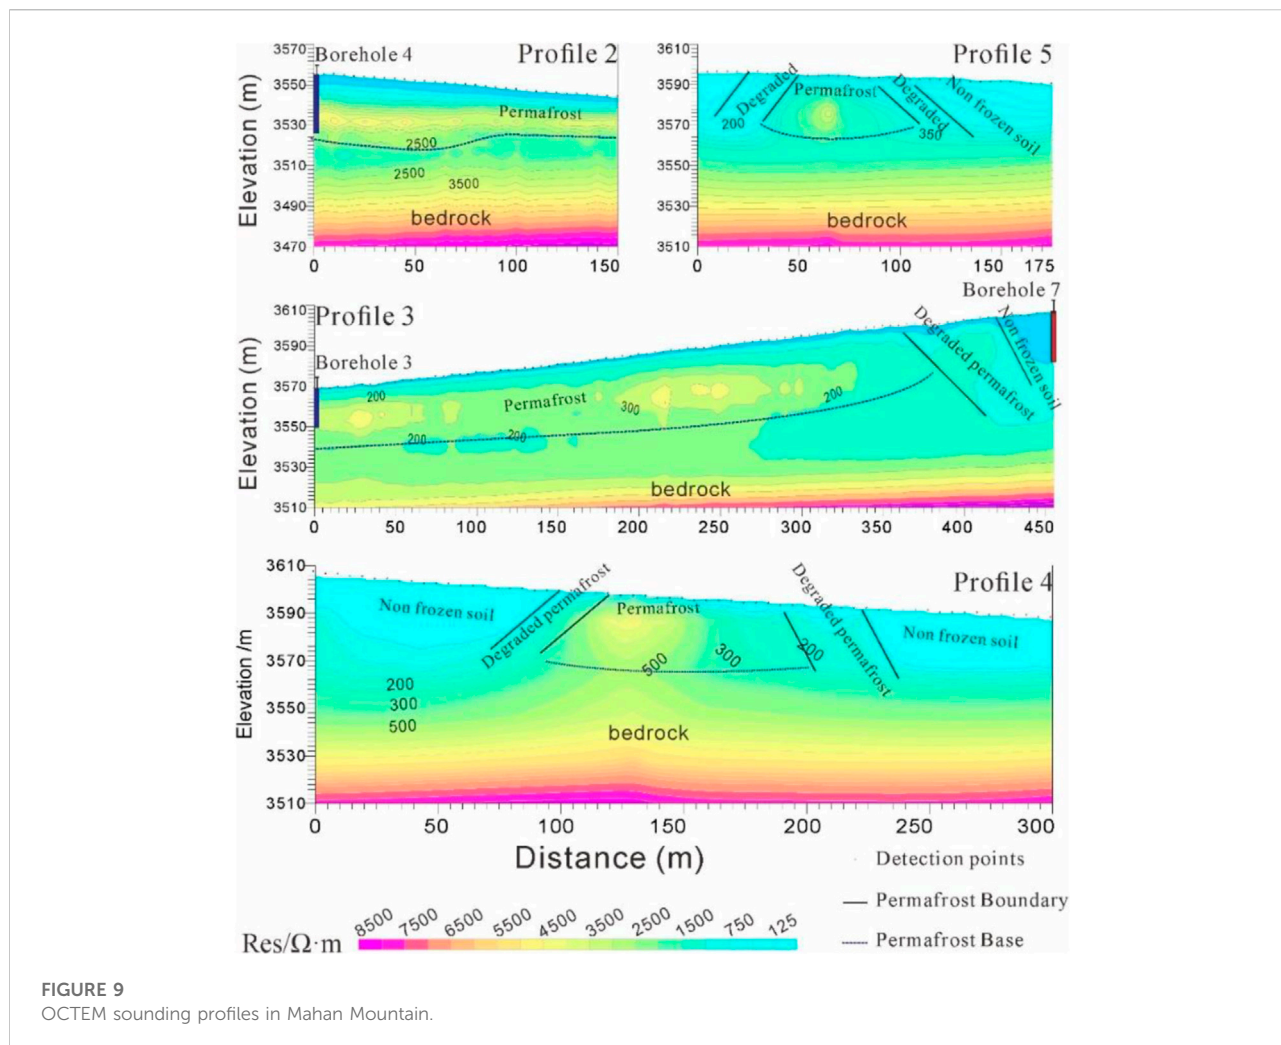 3570
Borehole 4
Profile 2
3550
3530
3510
3490
3470
Elevation (m)
Permafrost
2500
2500
3500
bedrock
0
50
100
150
3610
Profile 5
3590
3570
3550
3530
3510
Degraded
Permafrost
Degraded
Non frozen soil
200
350
bedrock
0
50
100
150
175
Borehole 7
3610
Profile 3
3590
3570
3550
3530
3510
Elevation (m)
Borehole 3
200
Permafrost
300
200
200
200
Degraded permafrost
Non frozen soil
bedrock
0
50
100
150
200
250
300
350
400
450
3610
Profile 4
3590
3570
3550
3530
3510
Elevation /m
Non frozen soil
Degraded permafrost
Permafrost
Degraded permafrost
Non frozen soil
500
300
200
200
300
500
bedrock
0
50
100
150
200
250
300
Distance (m)
Detection points
Permafrost Boundary
Permafrost Base
Res/Ω·m
8500
7500
6500
5500
4500
3500
2500
1500
750
125
FIGURE 9
OCTEM sounding profiles in Mahan Mountain.